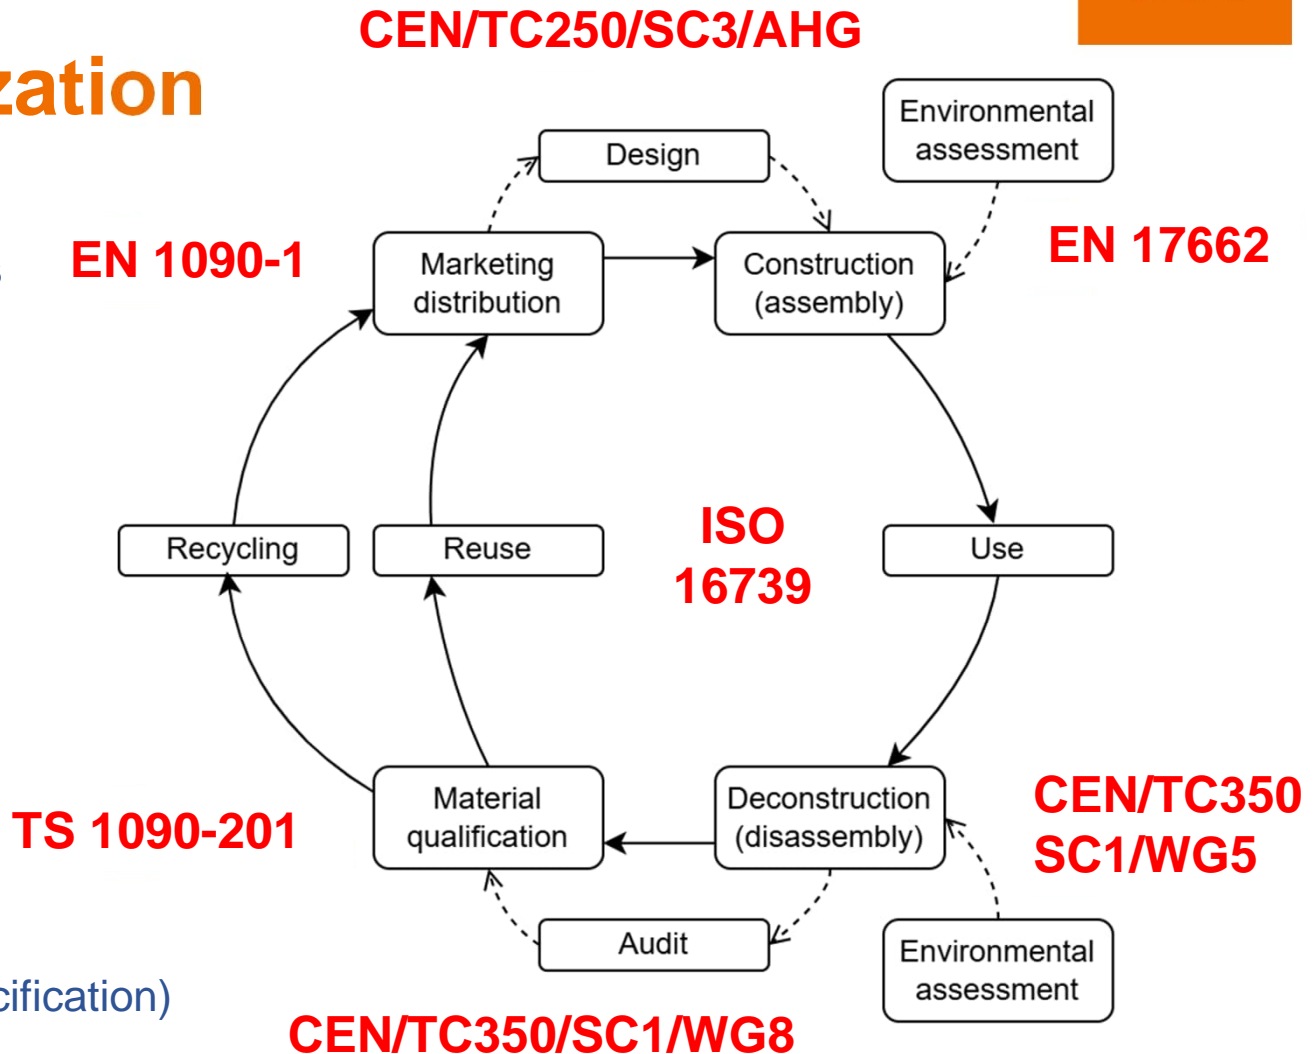 CEN/TC250/SC3/AHG
zation
Environmental
assessment
Design
EN 1090-1
Marketing
distribution
Construction
(assembly)
EN 17662
Recycling
Reuse
ISO
16739
Use
TS 1090-201
Material
qualification
Deconstruction
(disassembly)
CEN/TC350
SC1/WG5
Audit
Environmental
assessment
cification)
CEN/TC350/SC1/WG8